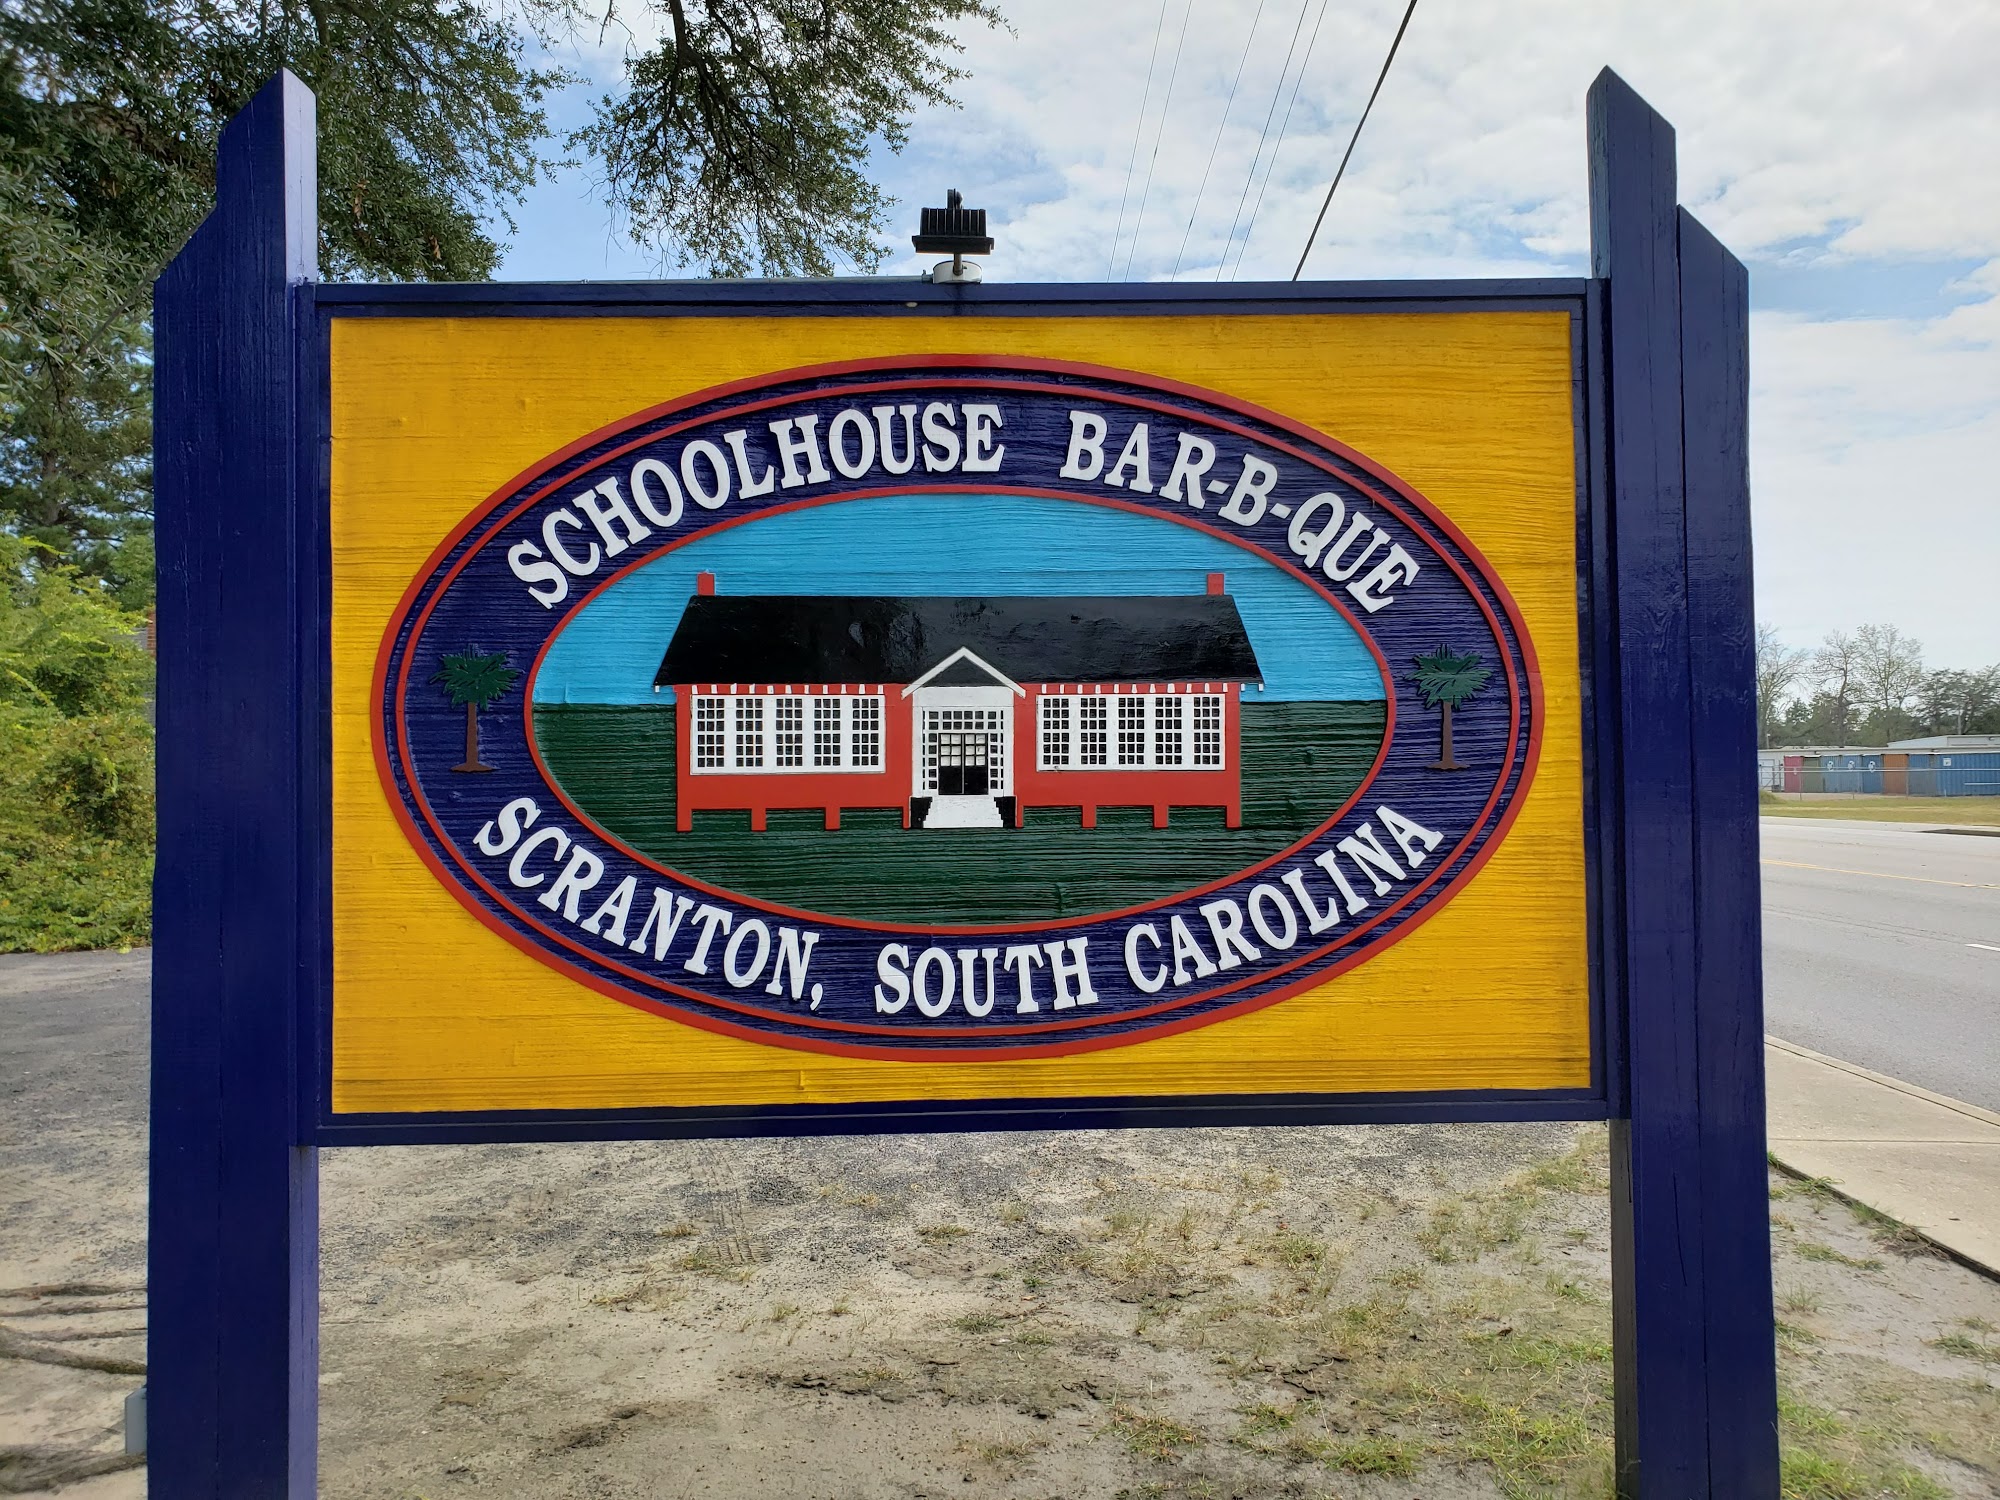 SCHOOLHOUSE BAR-B-QUE
SCRANTON, SOUTH CAROLINA